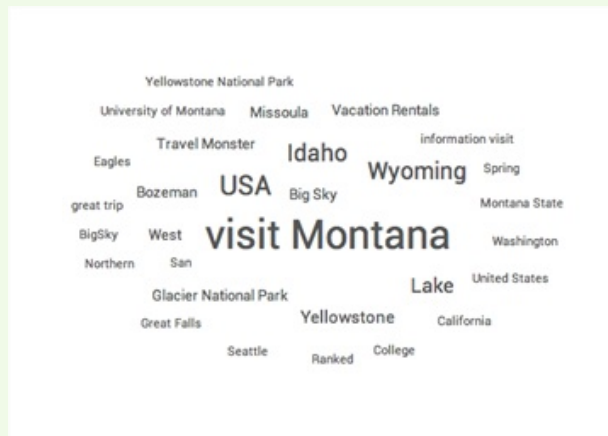 Yellowstone National Park
University of Montana
Missoula
Vacation Rentals
Travel Monster
Idaho
information visit
Eagles
Wyoming
Spring
Bozeman
USA
Big Sky
great trip
Montana State
BigSky
West
visit Montana
Washington
Northern
San
Lake
United States
Glacier National Park
Great Falls
Yellowstone
California
Seattle
Ranked
College